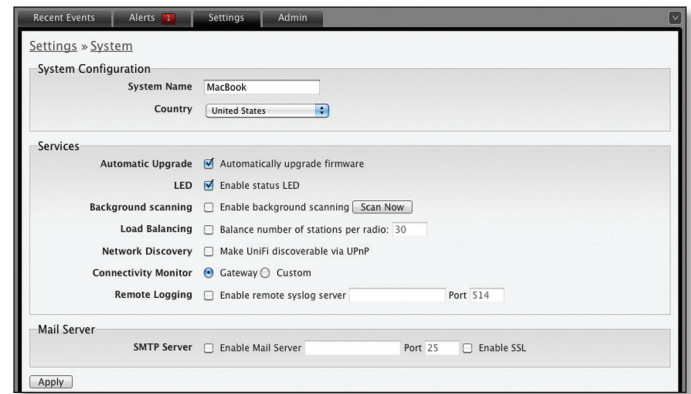 Recent Events Alerts 1 Settings Admin
Settings » System
System Configuration
System Name MacBook
Country United States
Services
Automatic Upgrade Automatically upgrade firmware
LED Enable status LED
Background scanning Enable background scanning Scan Now
Load Balancing Balance number of stations per radio: 30
Network Discovery Make UniFi discoverable via UPnP
Connectivity Monitor Gateway Custom
Remote Logging Enable remote syslog server Port 514
Mail Server
SMTP Server Enable Mail Server Port 25 Enable SSL
Apply